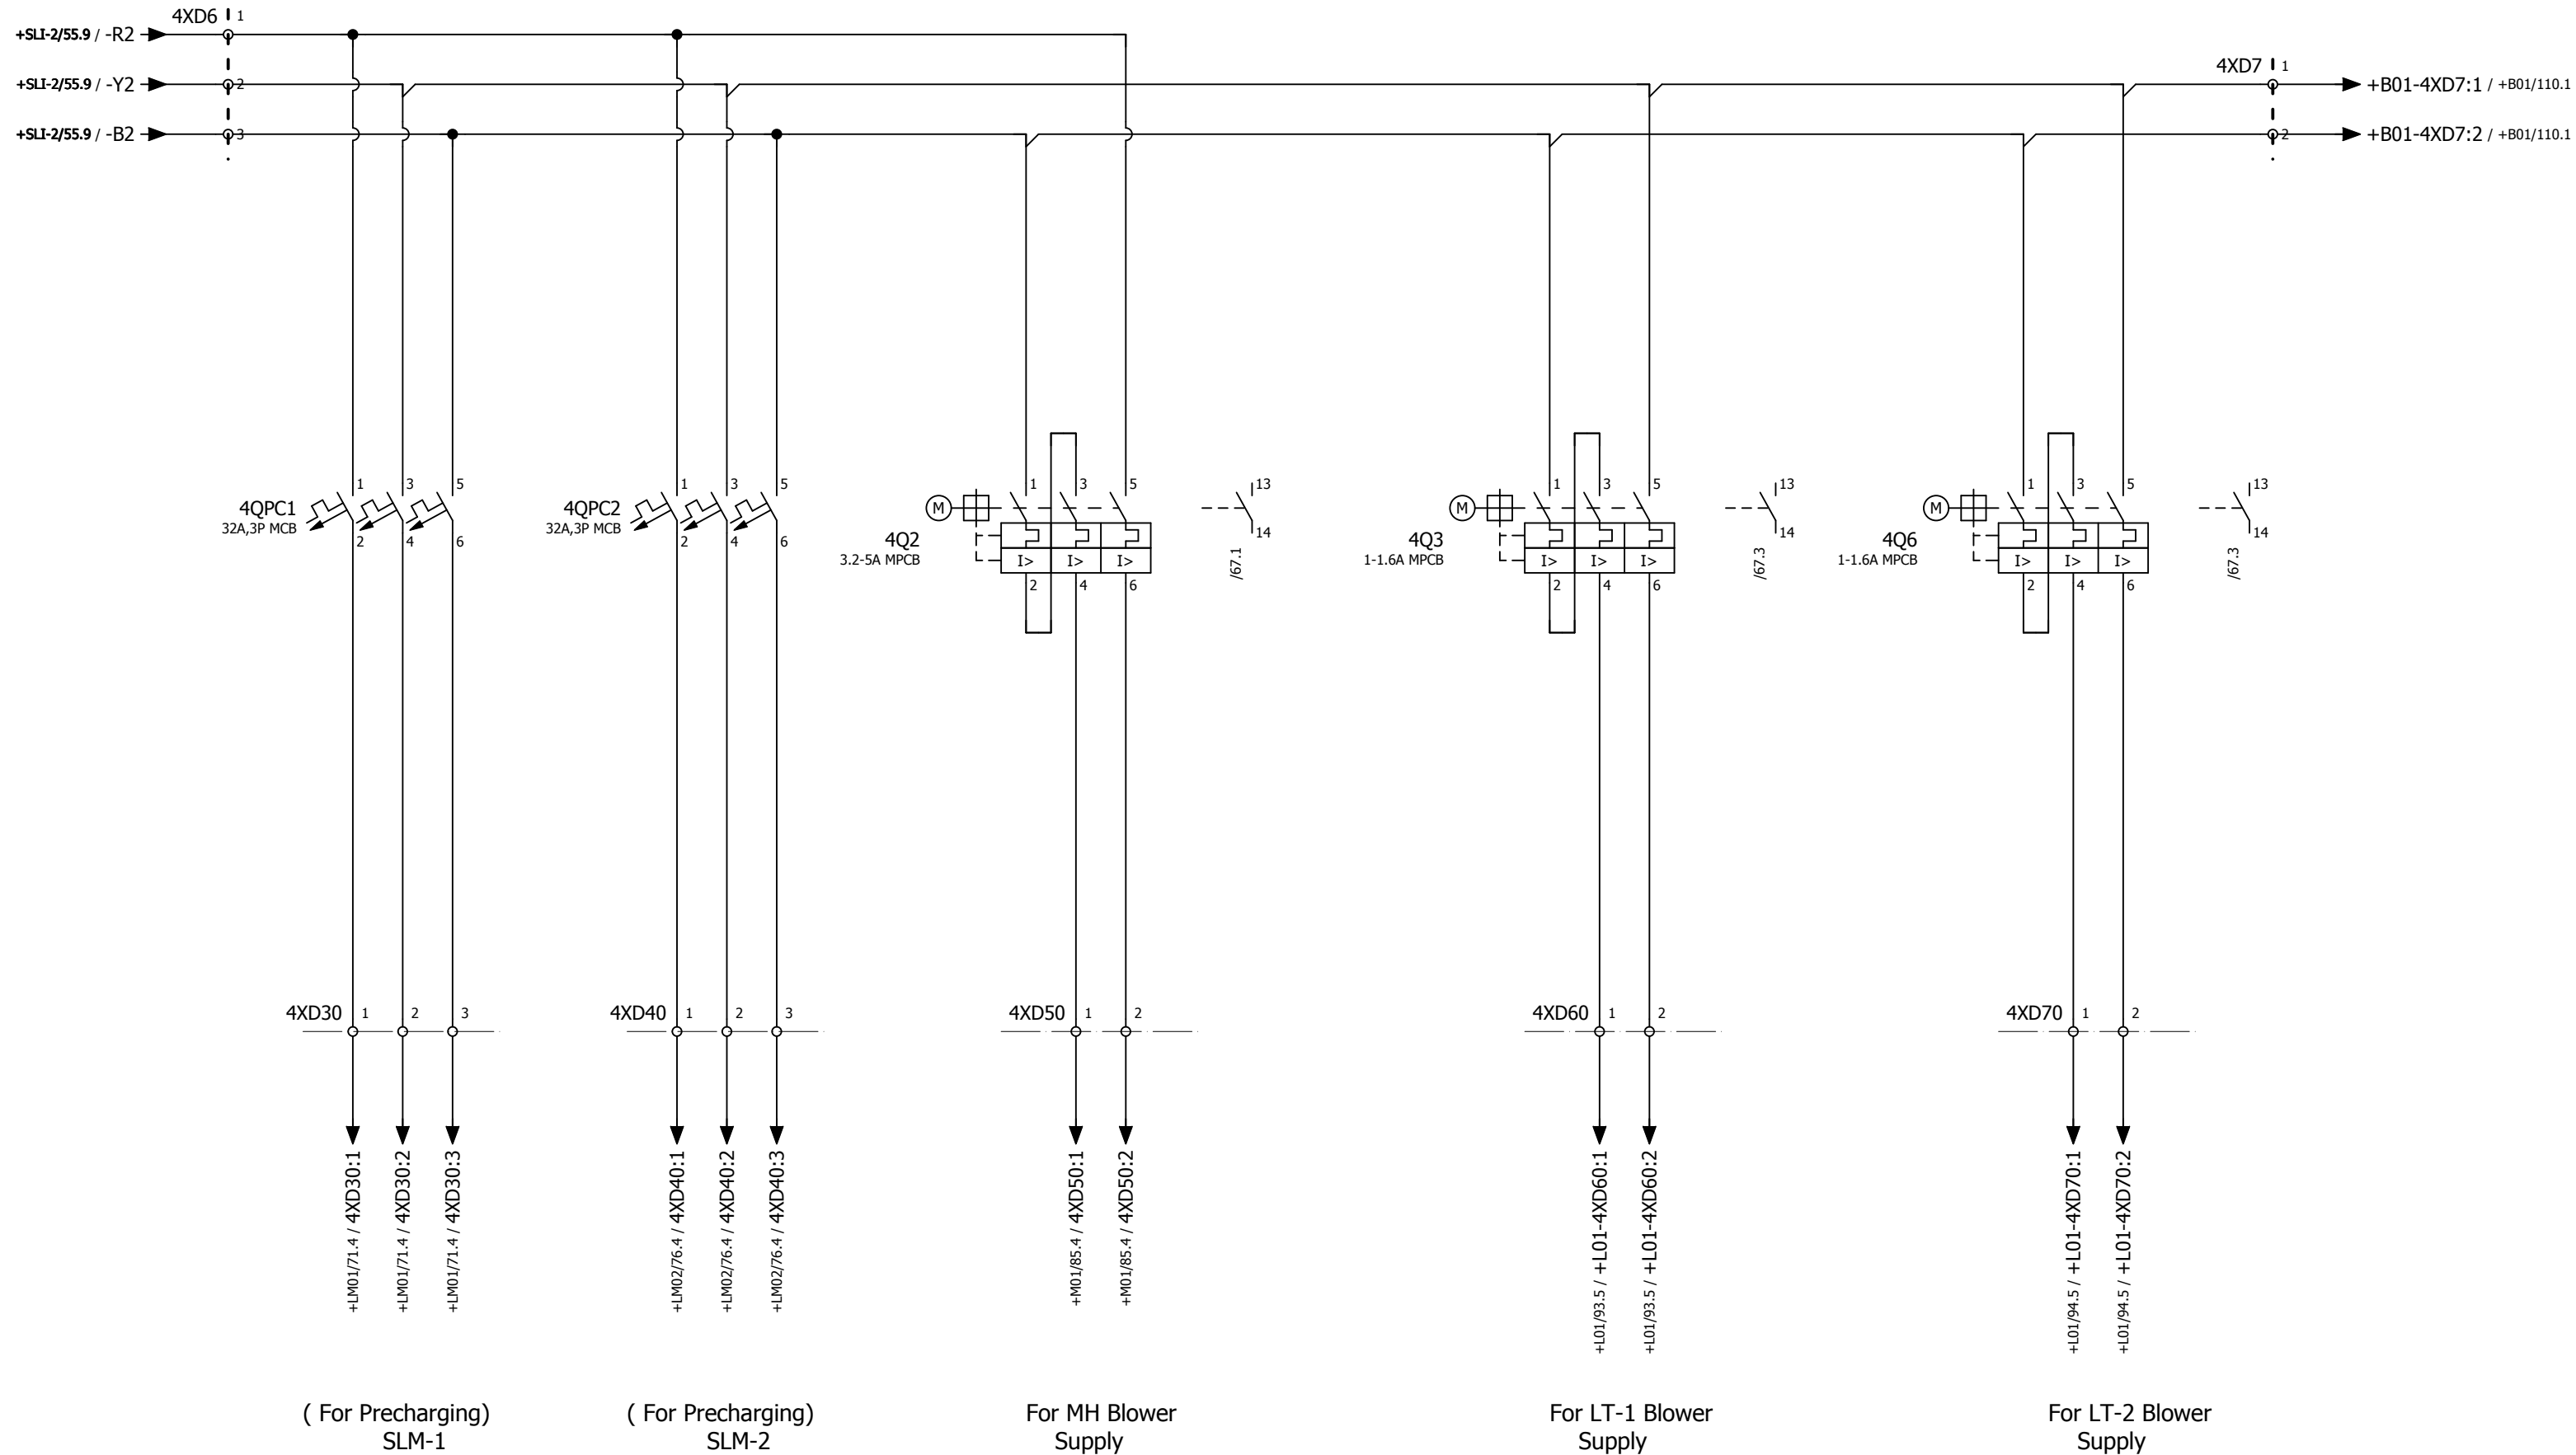 4XD6 1
+SLI-2/55.9 / -R2
+SLI-2/55.9 / -Y2 2
+SLI-2/55.9 / -B2 3
4XD7 1
+B01-4XD7:1 / +B01/110.1
2 +B01-4XD7:2 / +B01/110.1
4QPC1
32A,3P MCB
1 3 5
2 4 6
4QPC2
32A,3P MCB
1 3 5
2 4 6
M
4Q2
3.2-5A MPCB
1 3 5
I> I> I>
2 4 6
13
14
/67.1
M
4Q3
1-1.6A MPCB
1 3 5
I> I> I>
2 4 6
13
14
/67.3
M
4Q6
1-1.6A MPCB
1 3 5
I> I> I>
2 4 6
13
14
/67.3
4XD30 1 2 3
4XD40 1 2 3
4XD50 1 2
4XD60 1 2
4XD70 1 2
+LM01/71.4 / 4XD30:1
+LM01/71.4 / 4XD30:2
+LM01/71.4 / 4XD30:3
+LM02/76.4 / 4XD40:1
+LM02/76.4 / 4XD40:2
+LM02/76.4 / 4XD40:3
+M01/85.4 / 4XD50:1
+M01/85.4 / 4XD50:2
+L01/93.5 / +L01-4XD60:1
+L01/93.5 / +L01-4XD60:2
+L01/94.5 / +L01-4XD70:1
+L01/94.5 / +L01-4XD70:2
( For Precharging)
SLM-1
( For Precharging)
SLM-2
For MH Blower
Supply
For LT-1 Blower
Supply
For LT-2 Blower
Supply